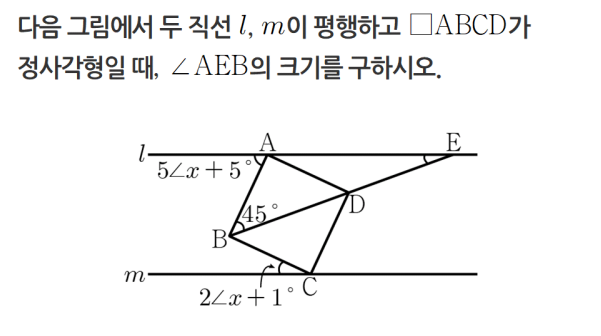 다음 그림에서 두 직선 l, m이 평행하고 □ABCD가
정사각형일 때, ∠AEB의 크기를 구하시오.
A
E
l
5∠x+5°
D
45°
B
m
C
2∠x+1°